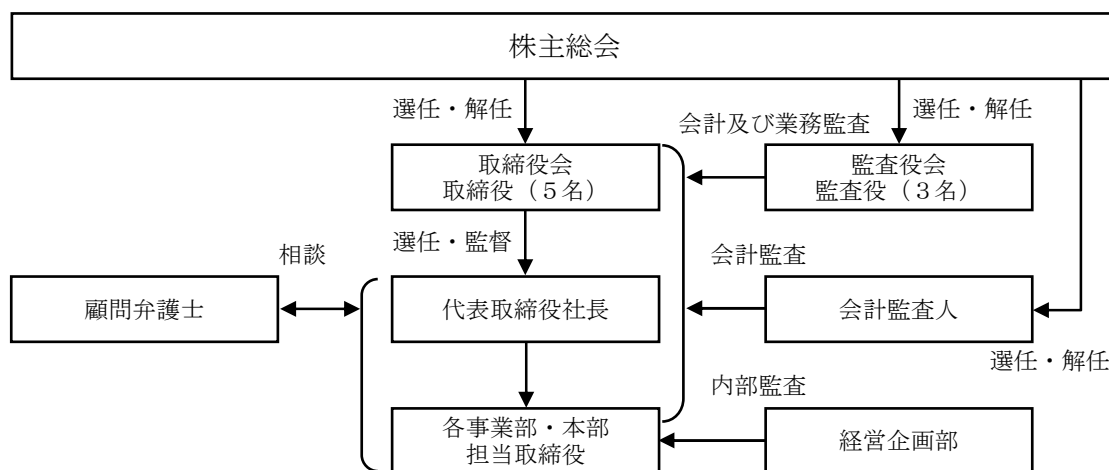 株主総会
選任・解任
選任・解任
会計及び業務監査
取締役会
取締役(5名)
監査役会
監査役(3名)
選任・監督
相談
会計監査
顧問弁護士
代表取締役社長
会計監査人
選任・解任
内部監査
各事業部・本部
担当取締役
経営企画部